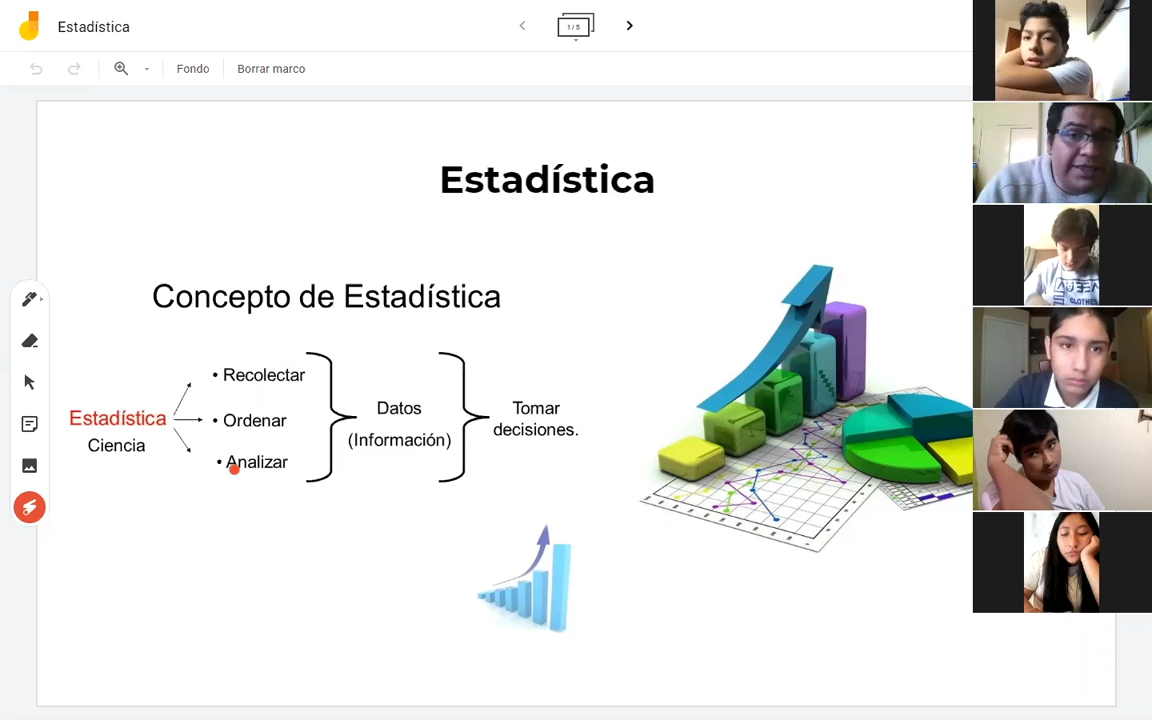 Estadística
1 / 5
Fondo
Borrar marco
Estadística
Concepto de Estadística
• Recolectar
Estadística
• Ordenar
Datos
Tomar
Ciencia
(Información)
decisiones.
• Analizar
CLOTHES